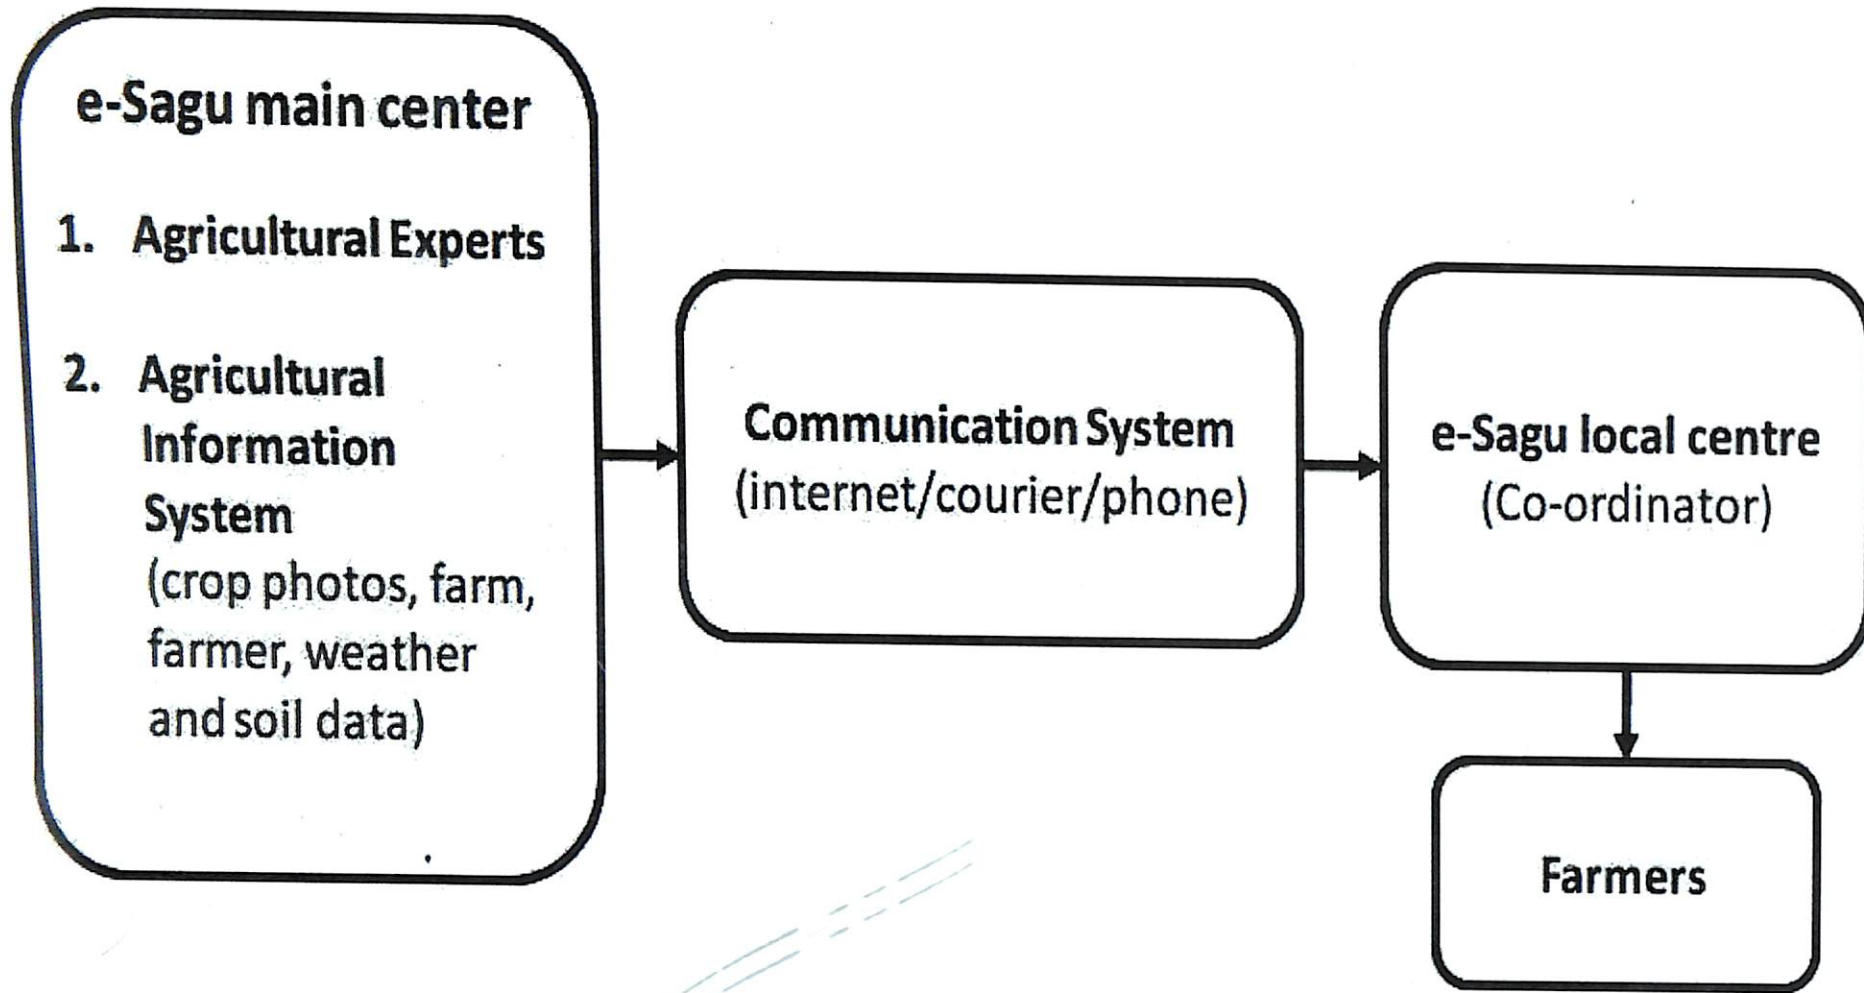 e-Sagu main center
1. Agricultural Experts
2. Agricultural
Information
System
(crop photos, farm,
farmer, weather
and soil data)
Communication System
(internet/courier/phone)
e-Sagu local centre
(Co-ordinator)
Farmers